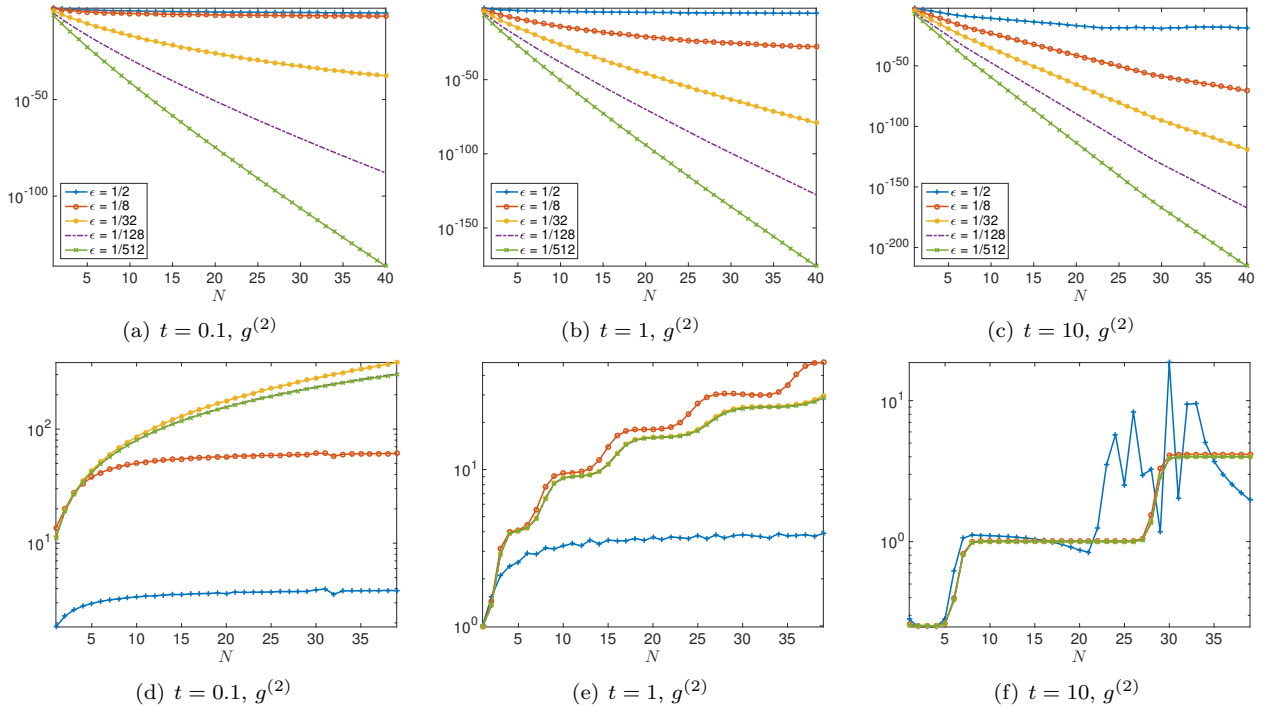 10^{-50}
10^{-100}
ϵ = 1/2
ϵ = 1/8
ϵ = 1/32
ϵ = 1/128
ϵ = 1/512
5 10 15 20 25 30 35 40
N
(a) t = 0.1, g^{(2)}
10^{-50}
10^{-100}
10^{-150}
ϵ = 1/2
ϵ = 1/8
ϵ = 1/32
ϵ = 1/128
ϵ = 1/512
5 10 15 20 25 30 35 40
N
(b) t = 1, g^{(2)}
10^{-50}
10^{-100}
10^{-150}
10^{-200}
ϵ = 1/2
ϵ = 1/8
ϵ = 1/32
ϵ = 1/128
ϵ = 1/512
5 10 15 20 25 30 35 40
N
(c) t = 10, g^{(2)}
10^2
10^1
5 10 15 20 25 30 35
N
(d) t = 0.1, g^{(2)}
10^1
10^0
5 10 15 20 25 30 35
N
(e) t = 1, g^{(2)}
10^1
10^0
5 10 15 20 25 30 35
N
(f) t = 10, g^{(2)}